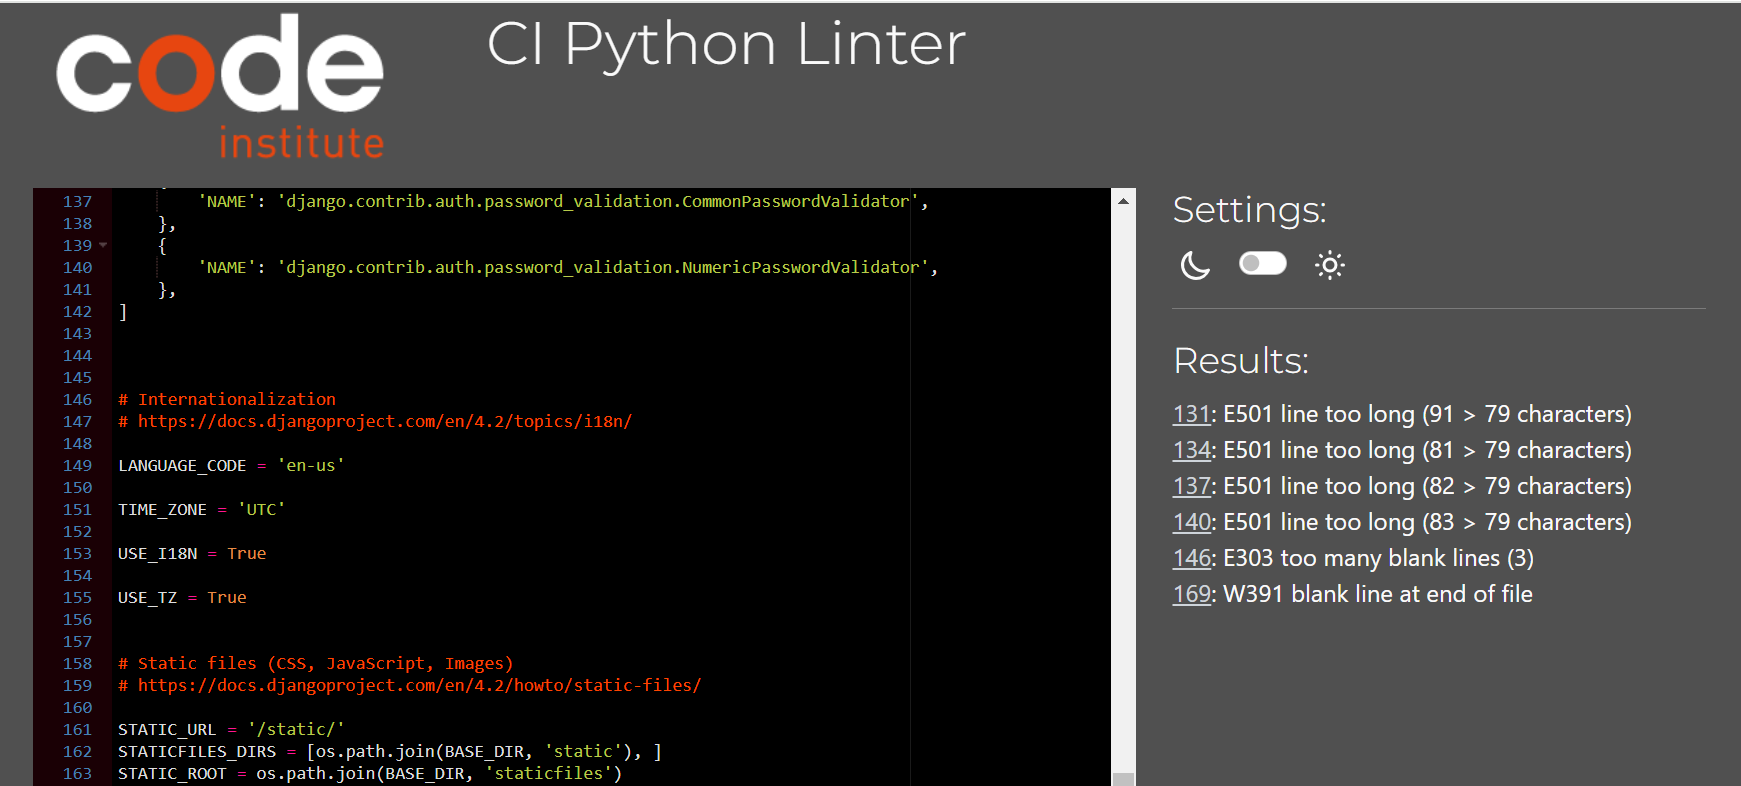 code
institute
CI Python Linter
137 'NAME': 'django.contrib.auth.password_validation.CommonPasswordValidator',
138 },
139 {
140 'NAME': 'django.contrib.auth.password_validation.NumericPasswordValidator',
141 },
142 ]
143
144
145
146 # Internationalization
147 # https://docs.djangoproject.com/en/4.2/topics/i18n/
148
149 LANGUAGE_CODE = 'en-us'
150
151 TIME_ZONE = 'UTC'
152
153 USE_I18N = True
154
155 USE_TZ = True
156
157
158 # Static files (CSS, JavaScript, Images)
159 # https://docs.djangoproject.com/en/4.2/howto/static-files/
160
161 STATIC_URL = '/static/'
162 STATICFILES_DIRS = [os.path.join(BASE_DIR, 'static'), ]
163 STATIC_ROOT = os.path.join(BASE_DIR, 'staticfiles')
Settings:
Results:
131: E501 line too long (91 > 79 characters)
134: E501 line too long (81 > 79 characters)
137: E501 line too long (82 > 79 characters)
140: E501 line too long (83 > 79 characters)
146: E303 too many blank lines (3)
169: W391 blank line at end of file